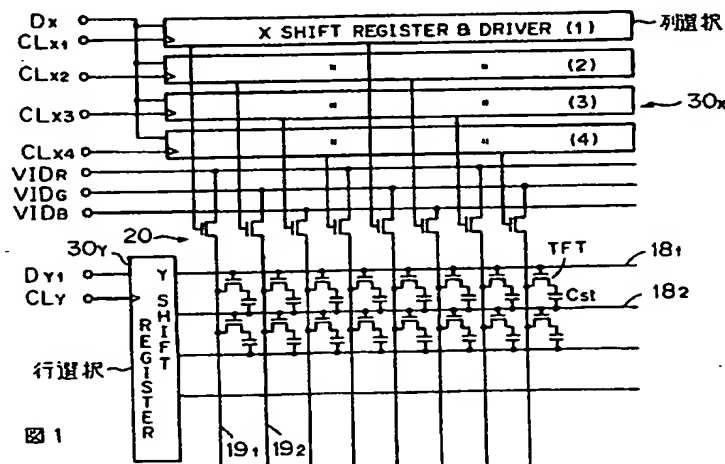 DX
CLX1
X SHIFT REGISTER & DRIVER (1)
列選択
CLX2
" " (2)
CLX3
" " (3)
30X
CLX4
" " (4)
VIDR
VIDG
VIDB
20
30Y
TFT
181
DY1
CLY
Cst
182
Y SHIFT REGISTER
行選択
図1
191
192